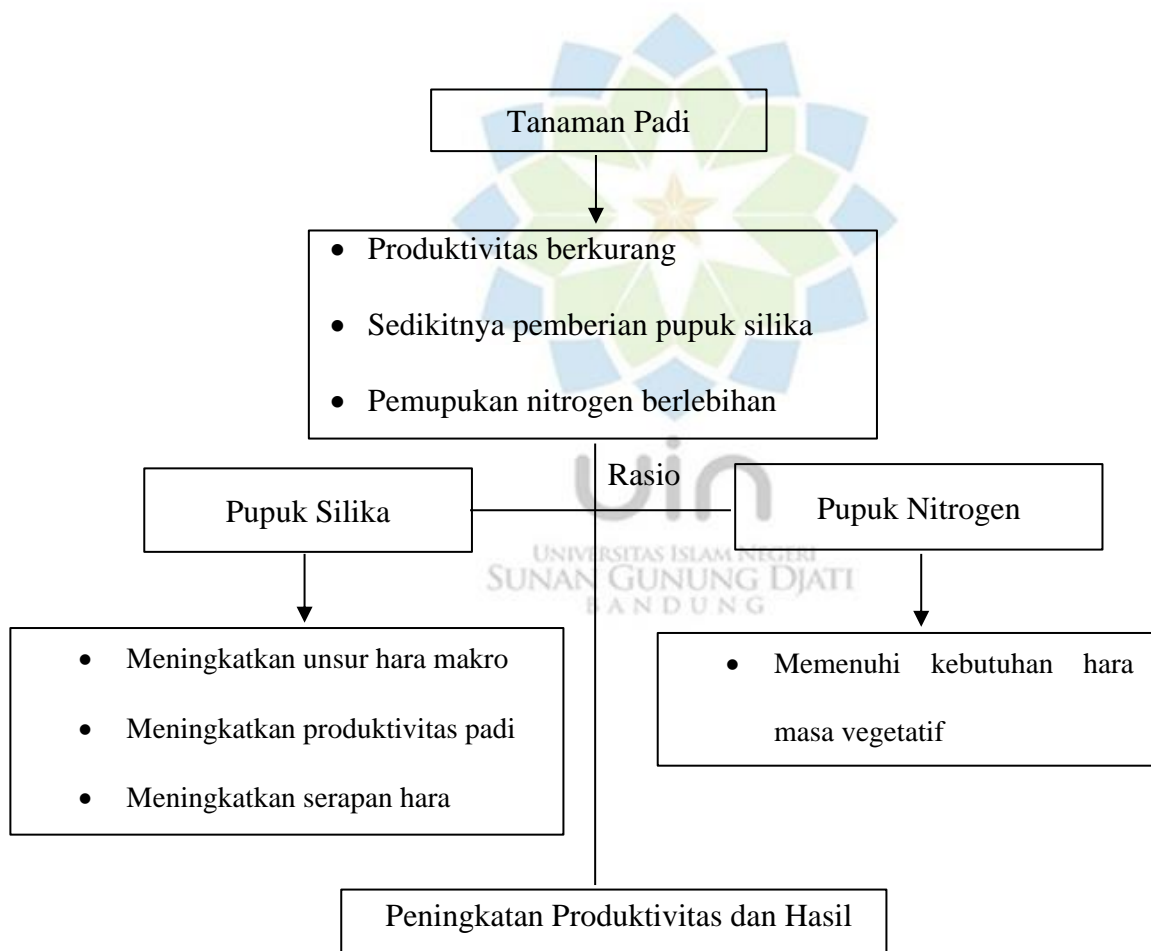 Tanaman Padi
• Produktivitas berkurang
• Sedikitnya pemberian pupuk silika
• Pemupukan nitrogen berlebihan
Rasio
Pupuk Silika
Pupuk Nitrogen
uin
UNIVERSITAS ISLAM NEGERI
SUNAN GUNUNG DJATI
BANDUNG
• Meningkatkan unsur hara makro
• Meningkatkan produktivitas padi
• Meningkatkan serapan hara
• Memenuhi kebutuhan hara
masa vegetatif
Peningkatan Produktivitas dan Hasil